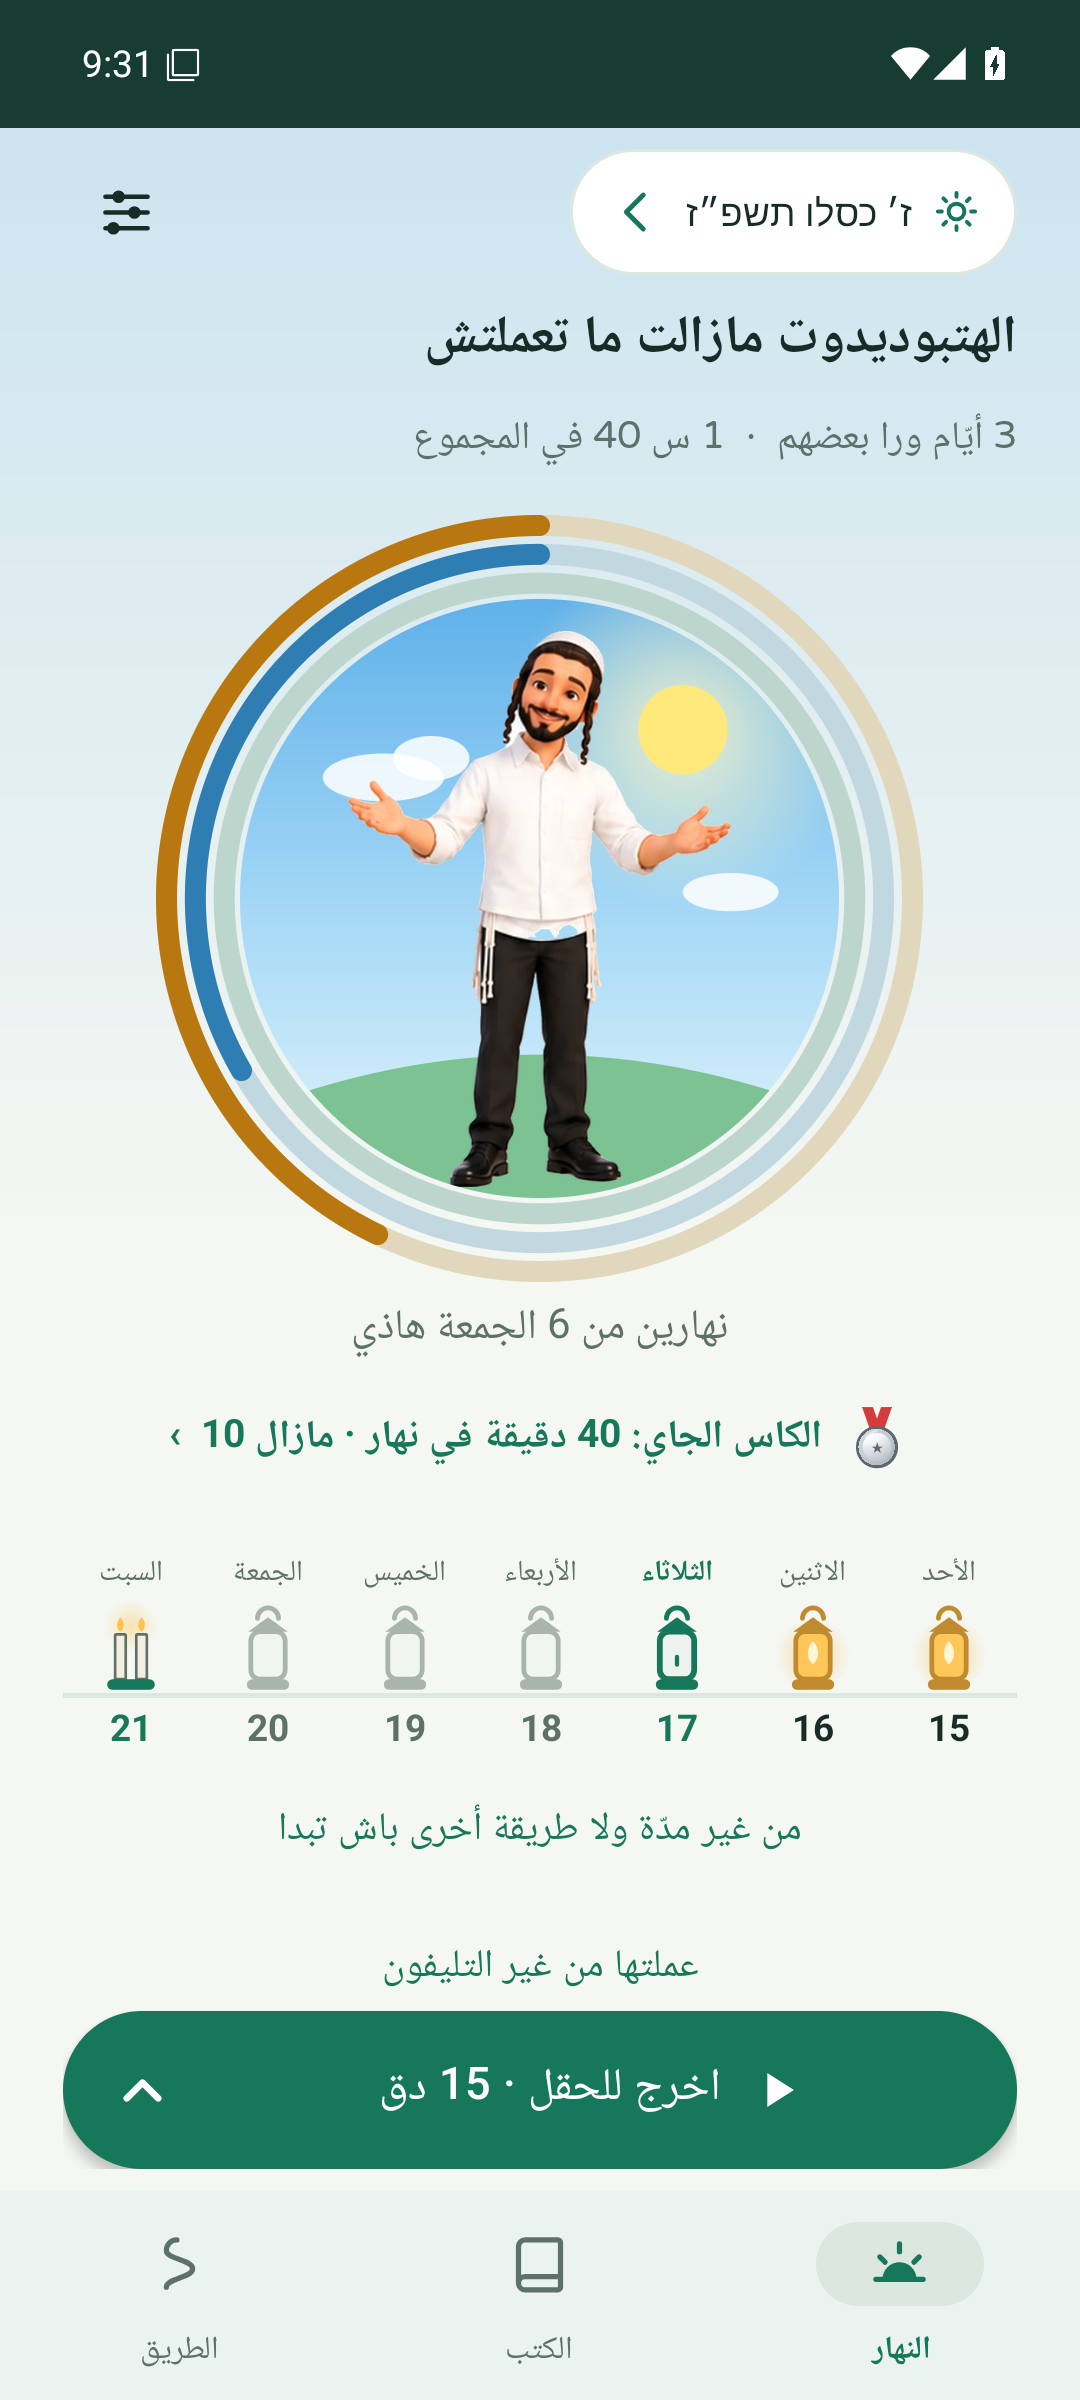 9:31
ז׳ כסלו תשפ״ז
الهتبوديدوت مازالت ما تعملتش
3 أيّام ورا بعضهم · 1 س 40 في المجموع
نهارين من 6 الجمعة هاذي
الكاس الجاي: 40 دقيقة في نهار · مازال 10 ›
الأحد الاثنين الثلاثاء الأربعاء الخميس الجمعة السبت
15 16 17 18 19 20 21
من غير مدّة ولا طريقة أخرى باش تبدا
عملتها من غير التليفون
اخرج للحقل · 15 دق
النهار الكتب الطريق